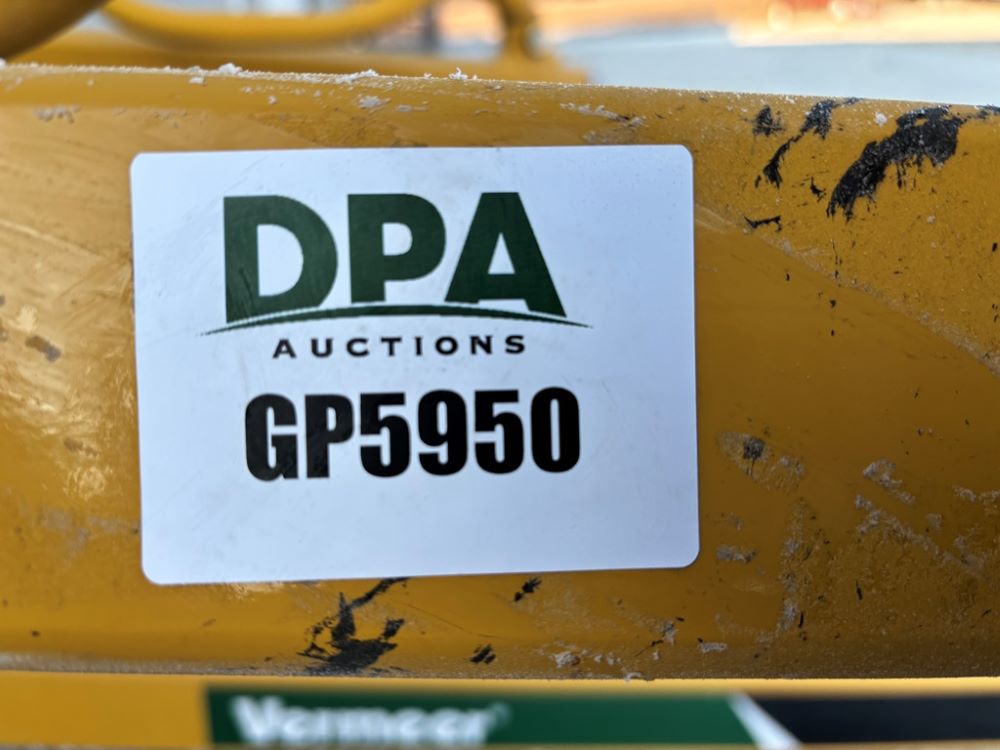 DPA
AUCTIONS
GP5950
Vermeer